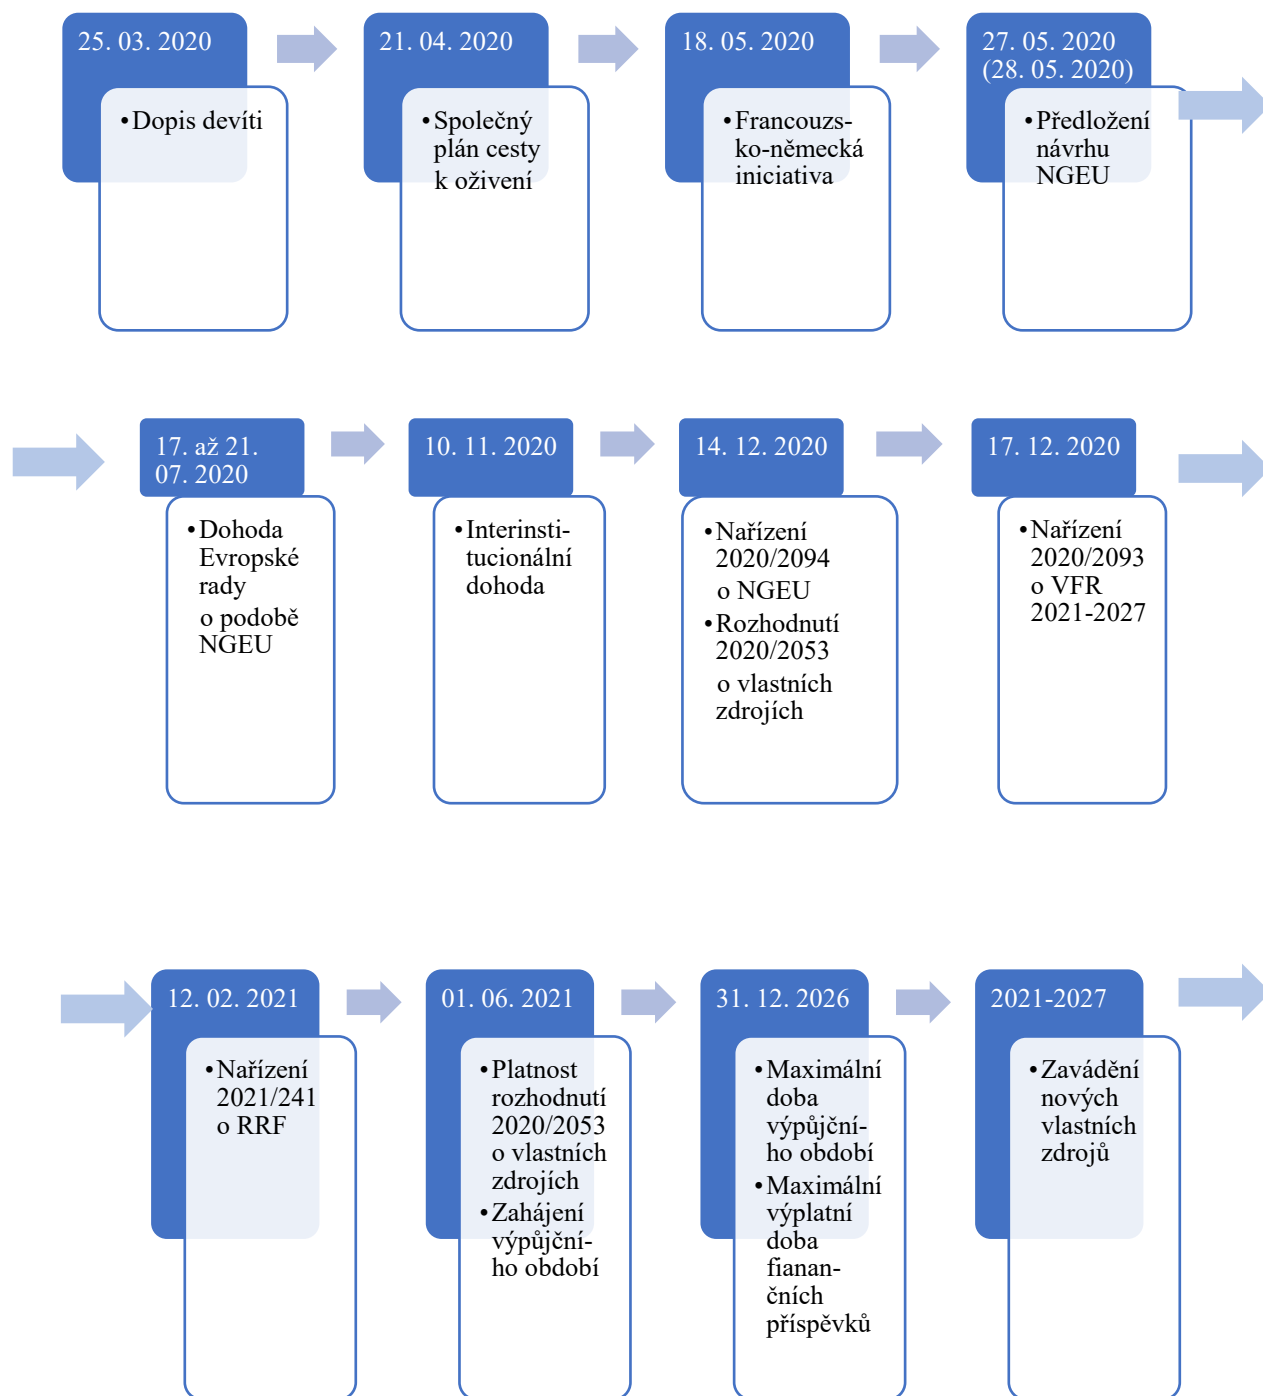 25. 03. 2020
• Dopis devíti
21. 04. 2020
• Společný
plán cesty
k oživení
18. 05. 2020
• Francouzs-
ko-německá
iniciativa
27. 05. 2020
(28. 05. 2020)
• Předložení
návrhu
NGEU
17. až 21.
07. 2020
• Dohoda
Evropské
rady
o podobě
NGEU
10. 11. 2020
• Interinsti-
tucionální
dohoda
14. 12. 2020
• Nařízení
2020/2094
o NGEU
• Rozhodnutí
2020/2053
o vlastních
zdrojích
17. 12. 2020
• Nařízení
2020/2093
o VFR
2021-2027
12. 02. 2021
• Nařízení
2021/241
o RRF
01. 06. 2021
• Platnost
rozhodnutí
2020/2053
o vlastních
zdrojích
• Zahájení
výpůjční-
ho období
31. 12. 2026
• Maximální
doba
výpůjční-
ho období
• Maximální
výplatní
doba
fianan-
čních
příspěvků
2021-2027
• Zavádění
nových
vlastních
zdrojů